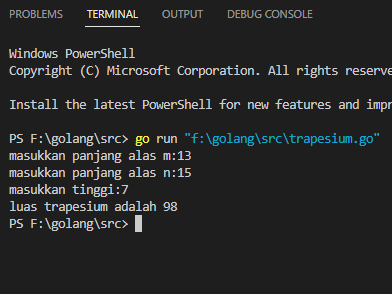 PROBLEMS TERMINAL OUTPUT DEBUG CONSOLE
Windows PowerShell
Copyright (C) Microsoft Corporation. All rights
Install the latest PowerShell for new features and
PS F:\golang\src> go run "f:\golang\src\trapesium.go"
masukkan panjang alas m:13
masukkan panjang alas n:15
masukkan tinggi:7
luas trapesium adalah 98
PS F:\golang\src>